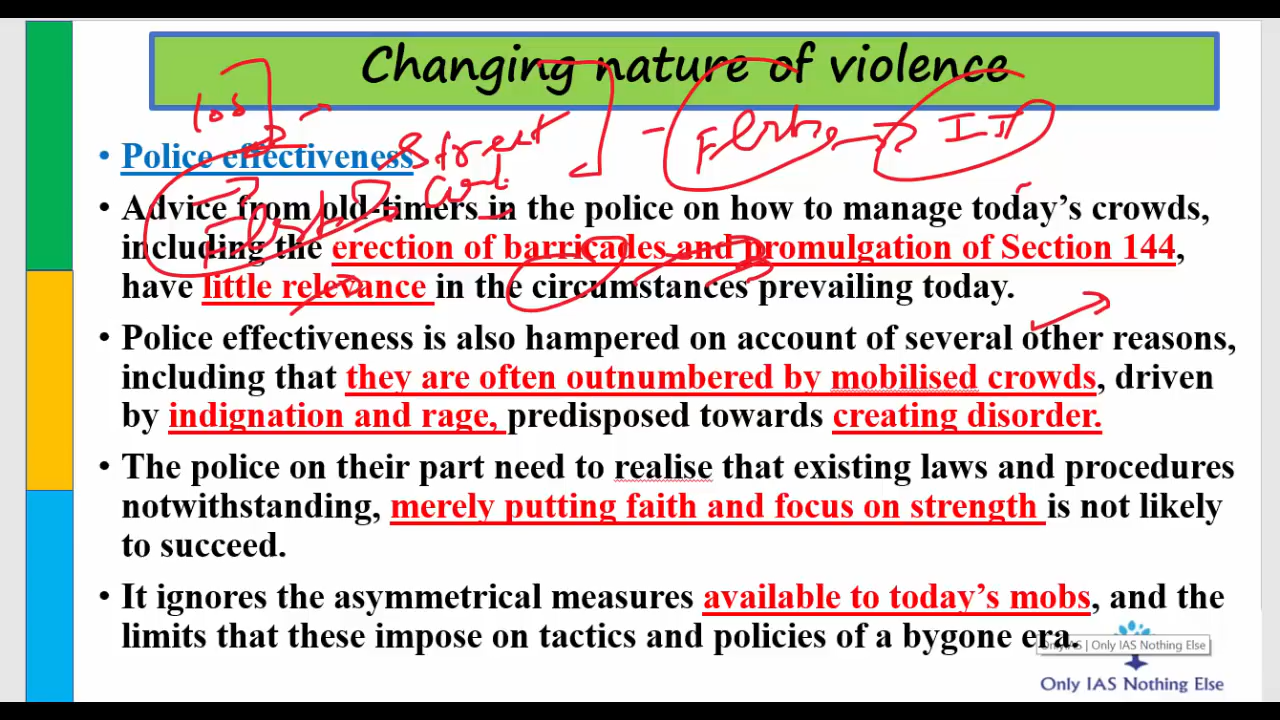 Changing nature of violence
100
street
• Police effectiveness
• Advice from old-timers in the police on how to manage today's crowds,
including the erection of barricades and promulgation of Section 144,
have little relevance in the circumstances prevailing today.
• Police effectiveness is also hampered on account of several other reasons,
including that they are often outnumbered by mobilised crowds, driven
by indignation and rage, predisposed towards creating disorder.
• The police on their part need to realise that existing laws and procedures
notwithstanding, merely putting faith and focus on strength is not likely
to succeed.
• It ignores the asymmetrical measures available to today's mobs, and the
limits that these impose on tactics and policies of a bygone era.
OnlyIAS | Only IAS Nothing Else
Only IAS Nothing Else